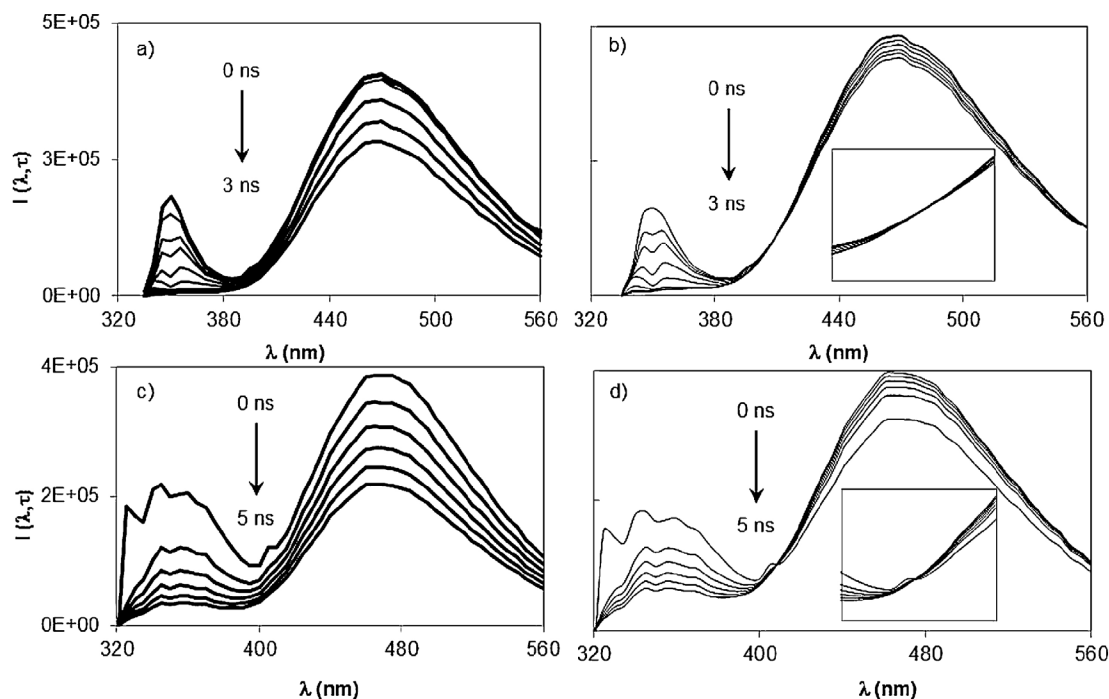 5E+05
a)
0 ns
3E+05
3 ns
0E+00
320 380 440 500 560
λ (nm)
I (λ,τ)
b)
0 ns
3 ns
320 380 440 500 560
λ (nm)
4E+05
c)
0 ns
2E+05
5 ns
0E+00
320 400 480 560
λ (nm)
I (λ,τ)
d)
0 ns
5 ns
320 400 480 560
λ (nm)